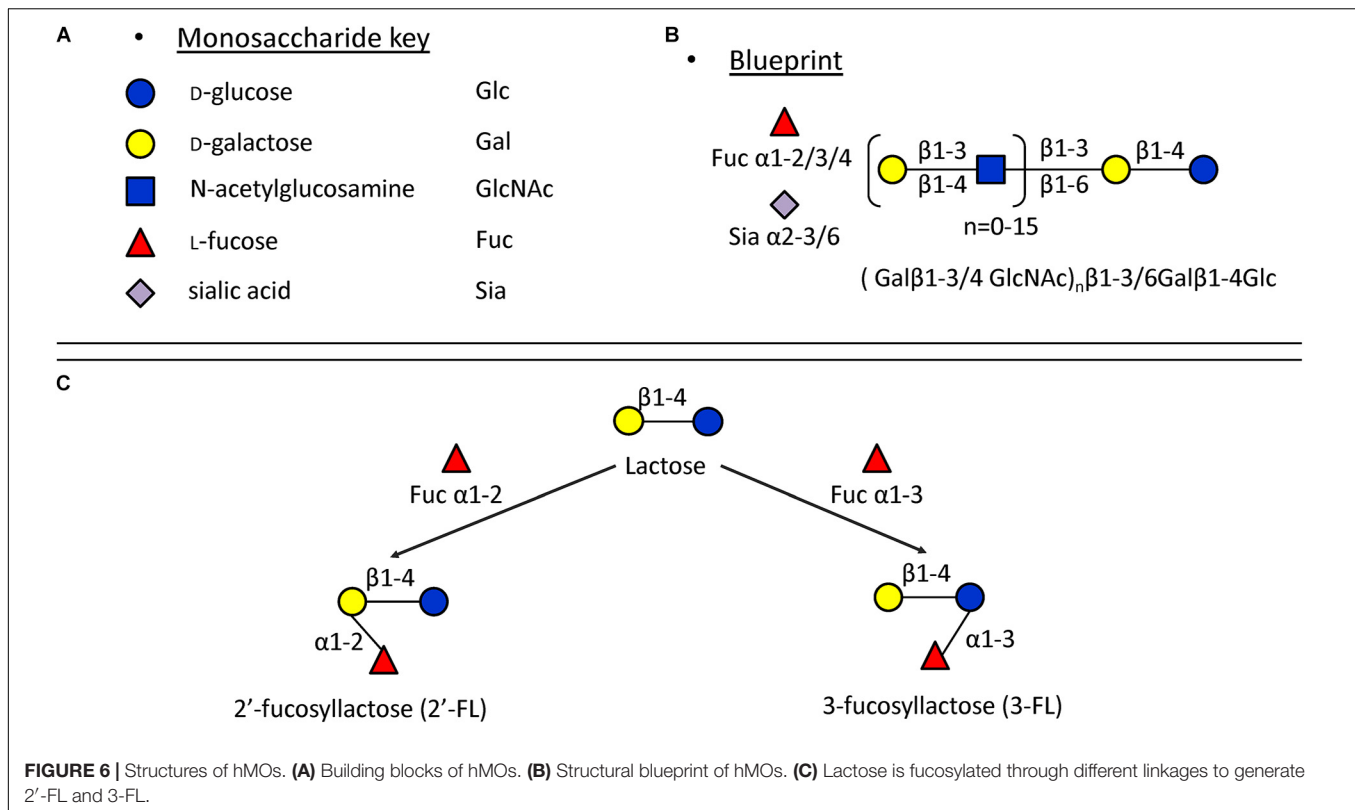 A
• Monosaccharide key
D-glucose Glc
D-galactose Gal
N-acetylglucosamine GlcNAc
L-fucose Fuc
sialic acid Sia
B
• Blueprint
Fuc α1-2/3/4
Sia α2-3/6
β1-3 β1-3 β1-4
β1-4 β1-6
n=0-15
( Galβ1-3/4 GlcNAc)ₙβ1-3/6Galβ1-4Glc
C
β1-4
Lactose
Fuc α1-2
Fuc α1-3
β1-4
α1-2
2′-fucosyllactose (2′-FL)
β1-4
α1-3
3-fucosyllactose (3-FL)
FIGURE 6 | Structures of hMOs. (A) Building blocks of hMOs. (B) Structural blueprint of hMOs. (C) Lactose is fucosylated through different linkages to generate
2′-FL and 3-FL.